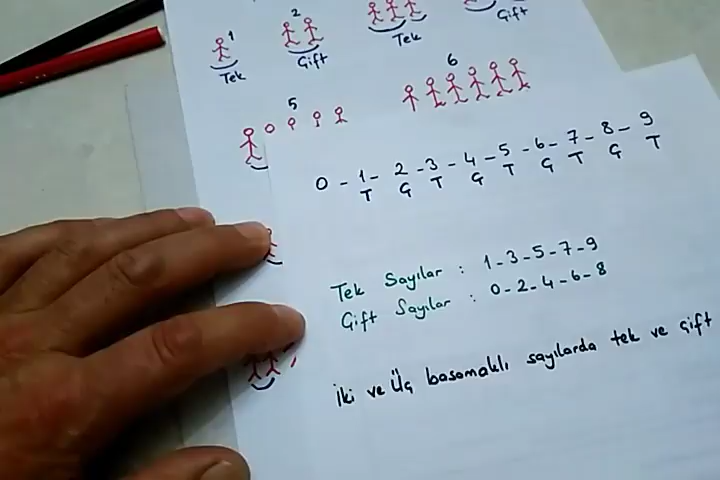 1 2
Tek Çift Tek Çift
5 6
0 - 1 - 2 - 3 - 4 - 5 - 6 - 7 - 8 - 9
T Ç T Ç T Ç T Ç T
Tek Sayılar : 1 - 3 - 5 - 7 - 9
Çift Sayılar : 0 - 2 - 4 - 6 - 8
İki ve Üç basamaklı sayılarda tek ve çift